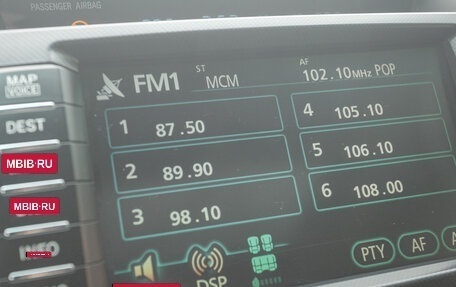 PASSENGER AIRBAG
MAP
VOICE
DEST
MBIB.RU
MBIB.RU
INFO
FM1
ST
MCM
AF
102.10MHz POP
1 87.50
2 89.90
3 98.10
4 105.10
5 106.10
6 108.00
DSP
PTY
AF